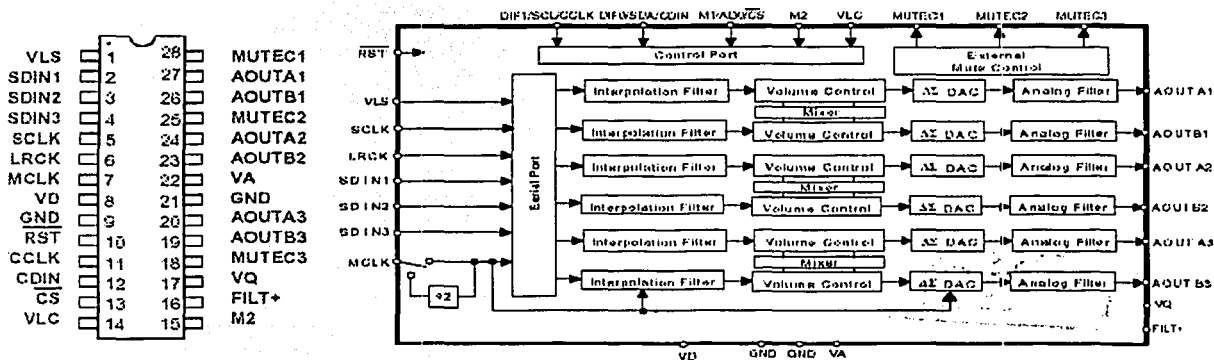 VLS 1 28 MUTEC1
SDIN1 2 27 AOUTA1
SDIN2 3 26 AOUTB1
SDIN3 4 25 MUTEC2
SCLK 5 24 AOUTA2
LRCK 6 23 AOUTB2
MCLK 7 22 VA
VD 8 21 GND
GND 9 20 AOUTA3
RST 10 19 AOUTB3
CCLK 11 18 MUTEC3
CDIN 12 17 VQ
CS 13 16 FILT+
VLC 14 15 M2
DIF1/SCL/CCLK DIF0/SDA/CDIN M1/AD0/CS M2 VLC MUTEC1 MUTEC2 MUTEC3
RST
Control Port
External
Mute Control
VLS
SCLK
LRCK
SDIN1
SDIN2
SDIN3
MCLK
÷2
Serial Port
Interpolation Filter Volume Control ΔΣ DAC Analog Filter AOUTA1
Mixer
Interpolation Filter Volume Control ΔΣ DAC Analog Filter AOUTB1
Interpolation Filter Volume Control ΔΣ DAC Analog Filter AOUTA2
Mixer
Interpolation Filter Volume Control ΔΣ DAC Analog Filter AOUTB2
Interpolation Filter Volume Control ΔΣ DAC Analog Filter AOUTA3
Mixer
Interpolation Filter Volume Control ΔΣ DAC Analog Filter AOUTB3
VQ
FILT+
VD GND GND VA